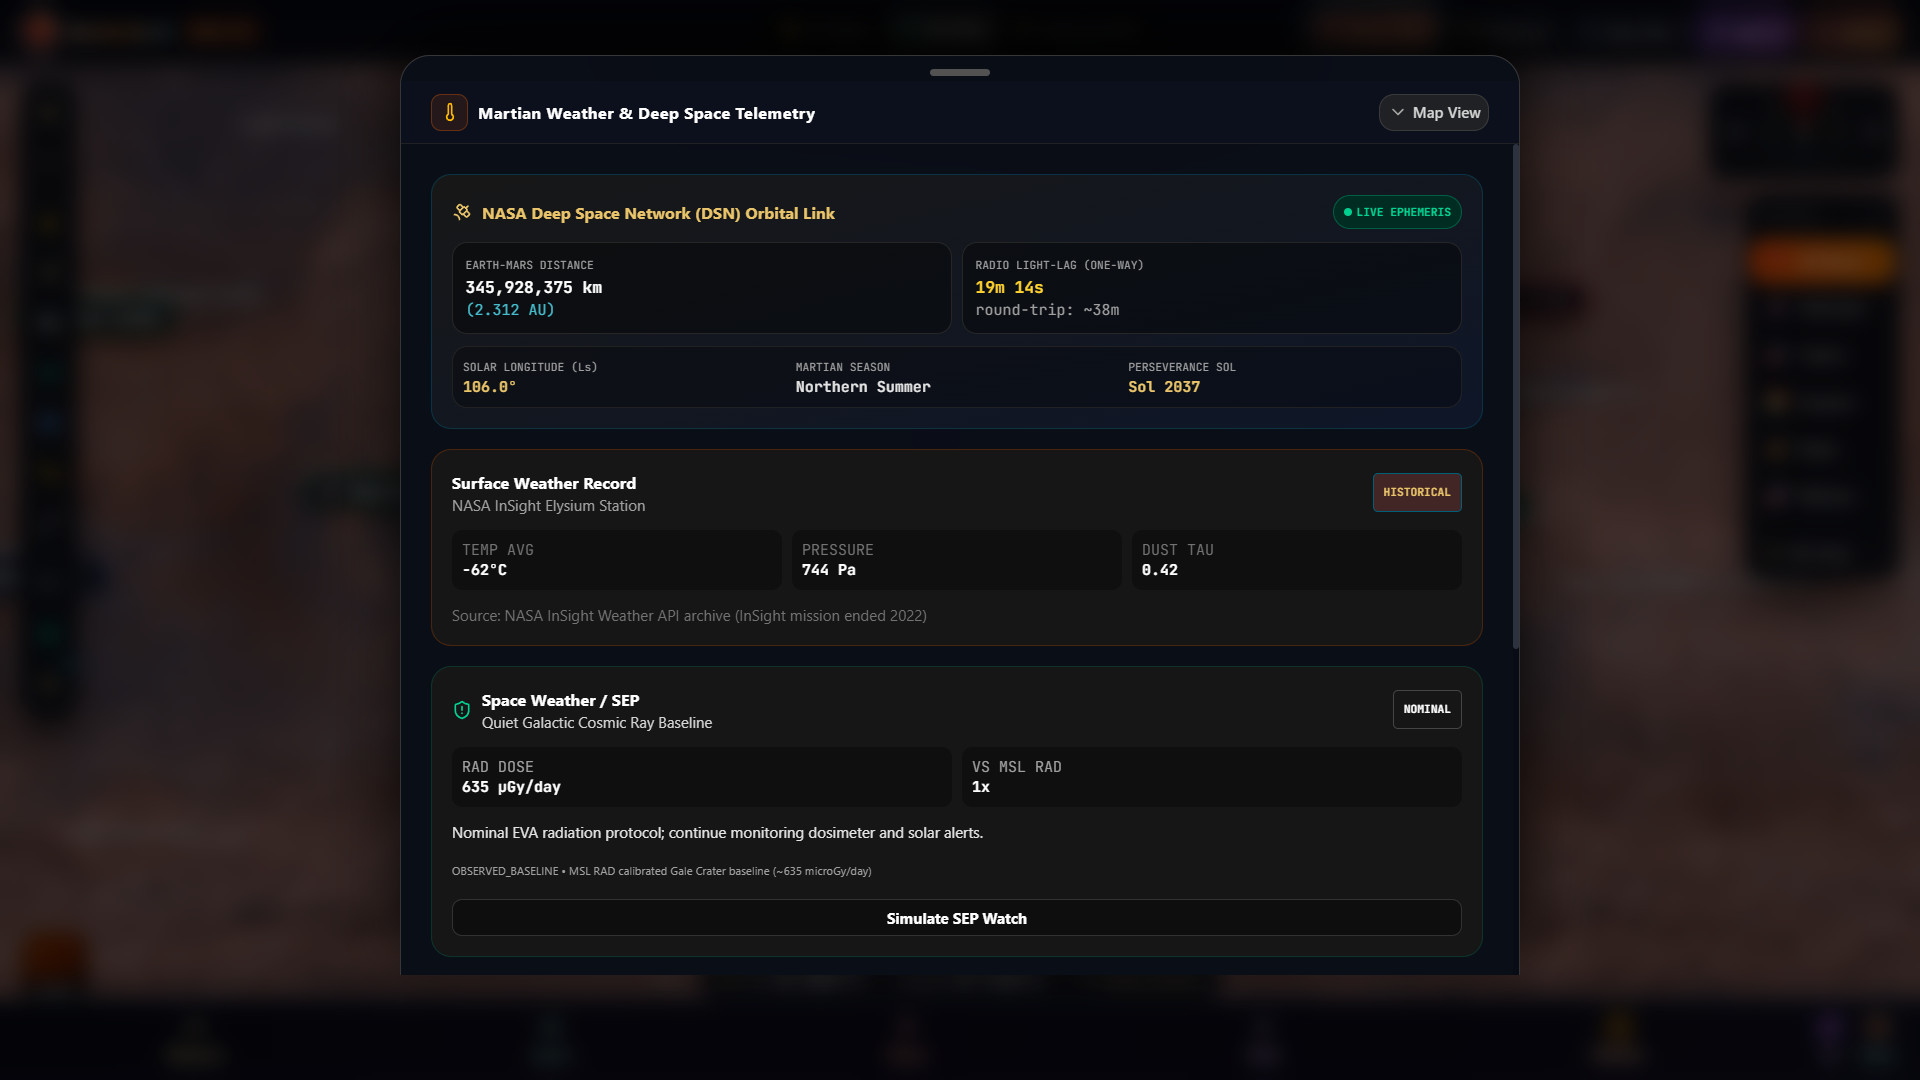 Martian Weather & Deep Space Telemetry
Map View
NASA Deep Space Network (DSN) Orbital Link
LIVE EPHEMERIS
EARTH-MARS DISTANCE
345,928,375 km
(2.312 AU)
RADIO LIGHT-LAG (ONE-WAY)
19m 14s
round-trip: ~38m
SOLAR LONGITUDE (Ls)
106.0°
MARTIAN SEASON
Northern Summer
PERSEVERANCE SOL
Sol 2037
Surface Weather Record
NASA InSight Elysium Station
HISTORICAL
TEMP AVG
-62°C
PRESSURE
744 Pa
DUST TAU
0.42
Source: NASA InSight Weather API archive (InSight mission ended 2022)
Space Weather / SEP
Quiet Galactic Cosmic Ray Baseline
NOMINAL
RAD DOSE
635 µGy/day
VS MSL RAD
1x
Nominal EVA radiation protocol; continue monitoring dosimeter and solar alerts.
OBSERVED_BASELINE • MSL RAD calibrated Gale Crater baseline (~635 microGy/day)
Simulate SEP Watch